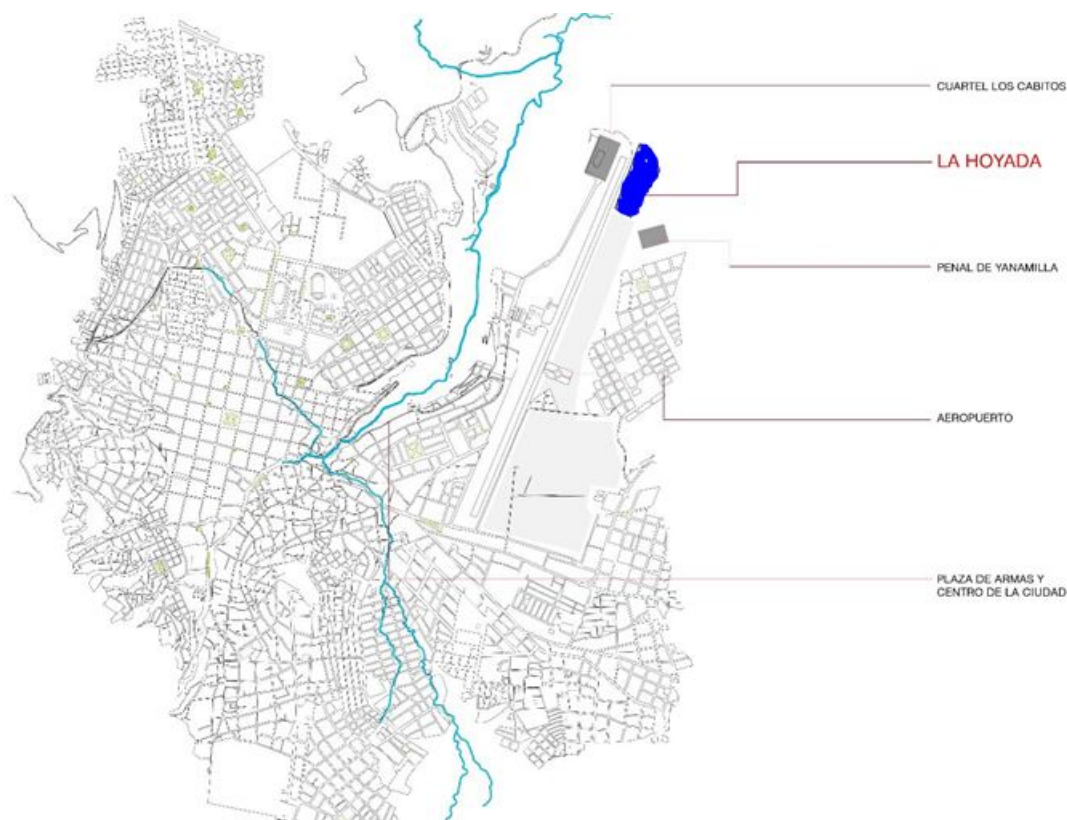 CUARTEL LOS CABITOS
LA HOYADA
PENAL DE YANAMILLA
AEROPUERTO
PLAZA DE ARMAS Y
CENTRO DE LA CIUDAD